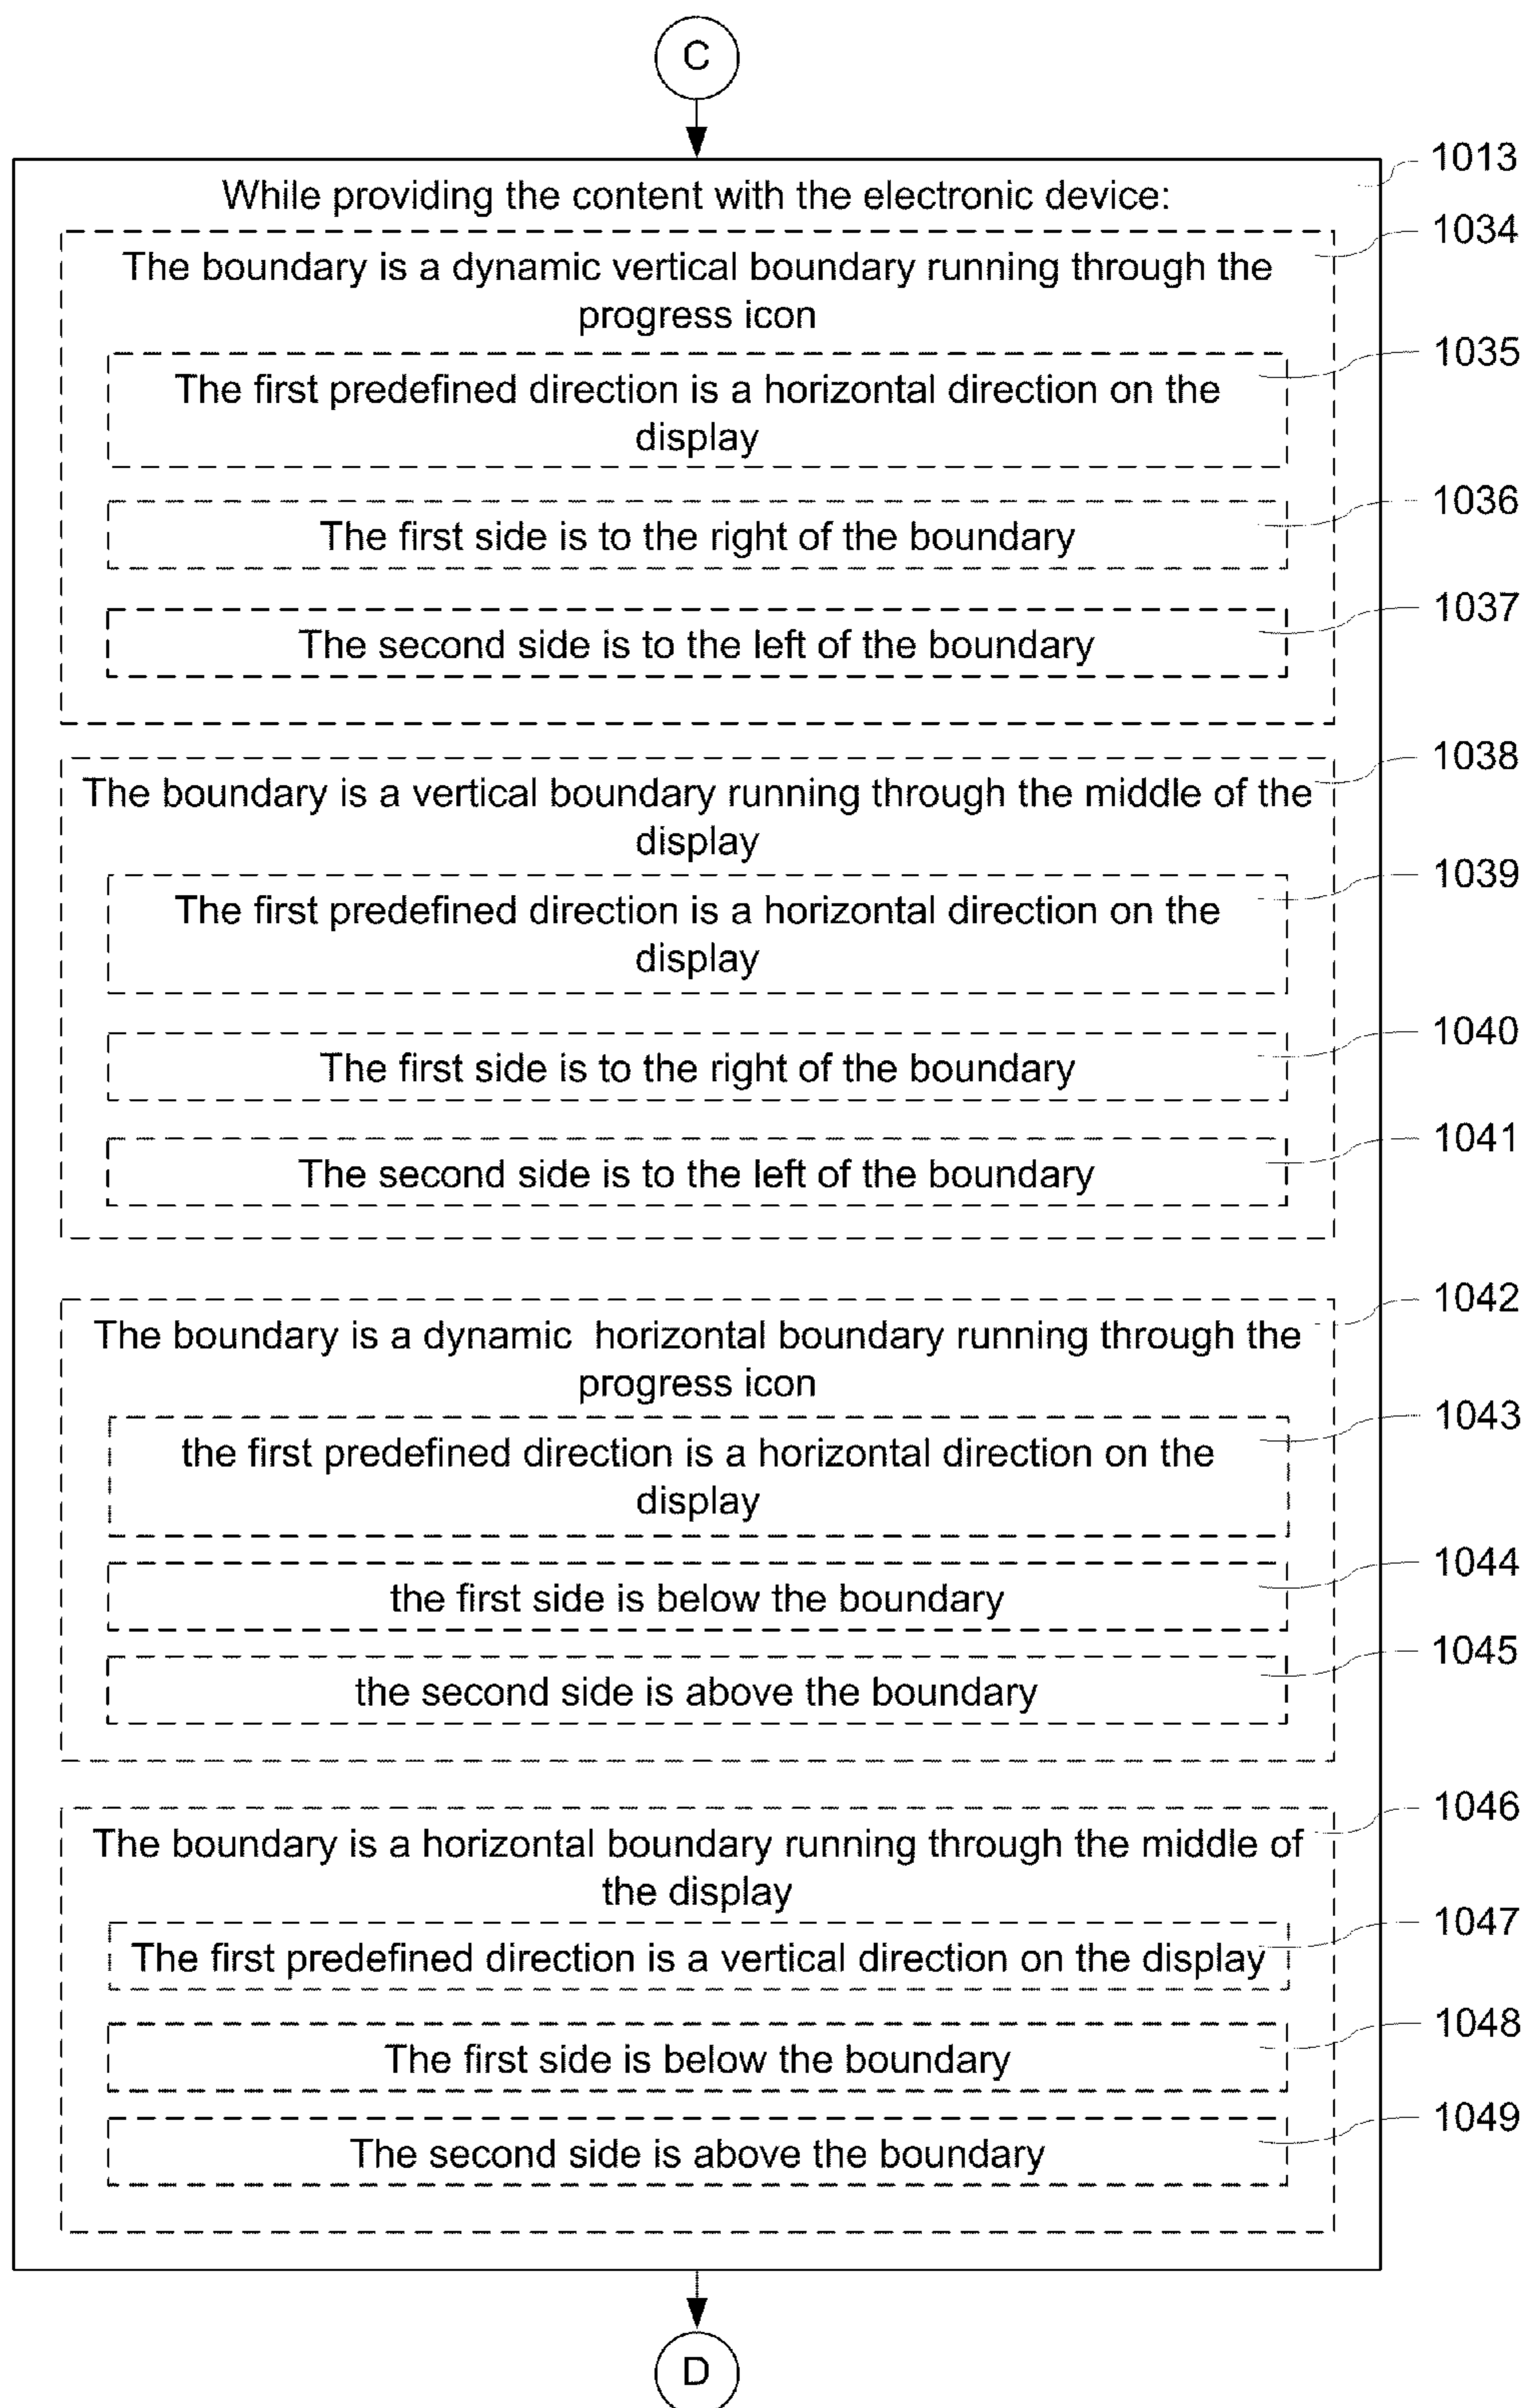 C
1013
While providing the content with the electronic device:
1034
The boundary is a dynamic vertical boundary running through the
progress icon
1035
The first predefined direction is a horizontal direction on the
display
1036
The first side is to the right of the boundary
1037
The second side is to the left of the boundary
1038
The boundary is a vertical boundary running through the middle of the
display
1039
The first predefined direction is a horizontal direction on the
display
1040
The first side is to the right of the boundary
1041
The second side is to the left of the boundary
1042
The boundary is a dynamic  horizontal boundary running through the
progress icon
1043
the first predefined direction is a horizontal direction on the
display
1044
the first side is below the boundary
1045
the second side is above the boundary
1046
The boundary is a horizontal boundary running through the middle of
the display
1047
The first predefined direction is a vertical direction on the display
1048
The first side is below the boundary
1049
The second side is above the boundary
D